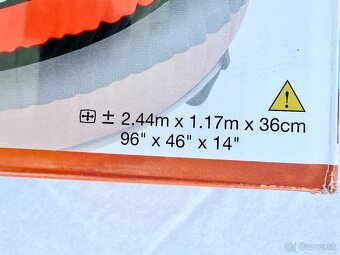 ± 2.44m x 1.17m x 36cm
96" x 46" x 14"